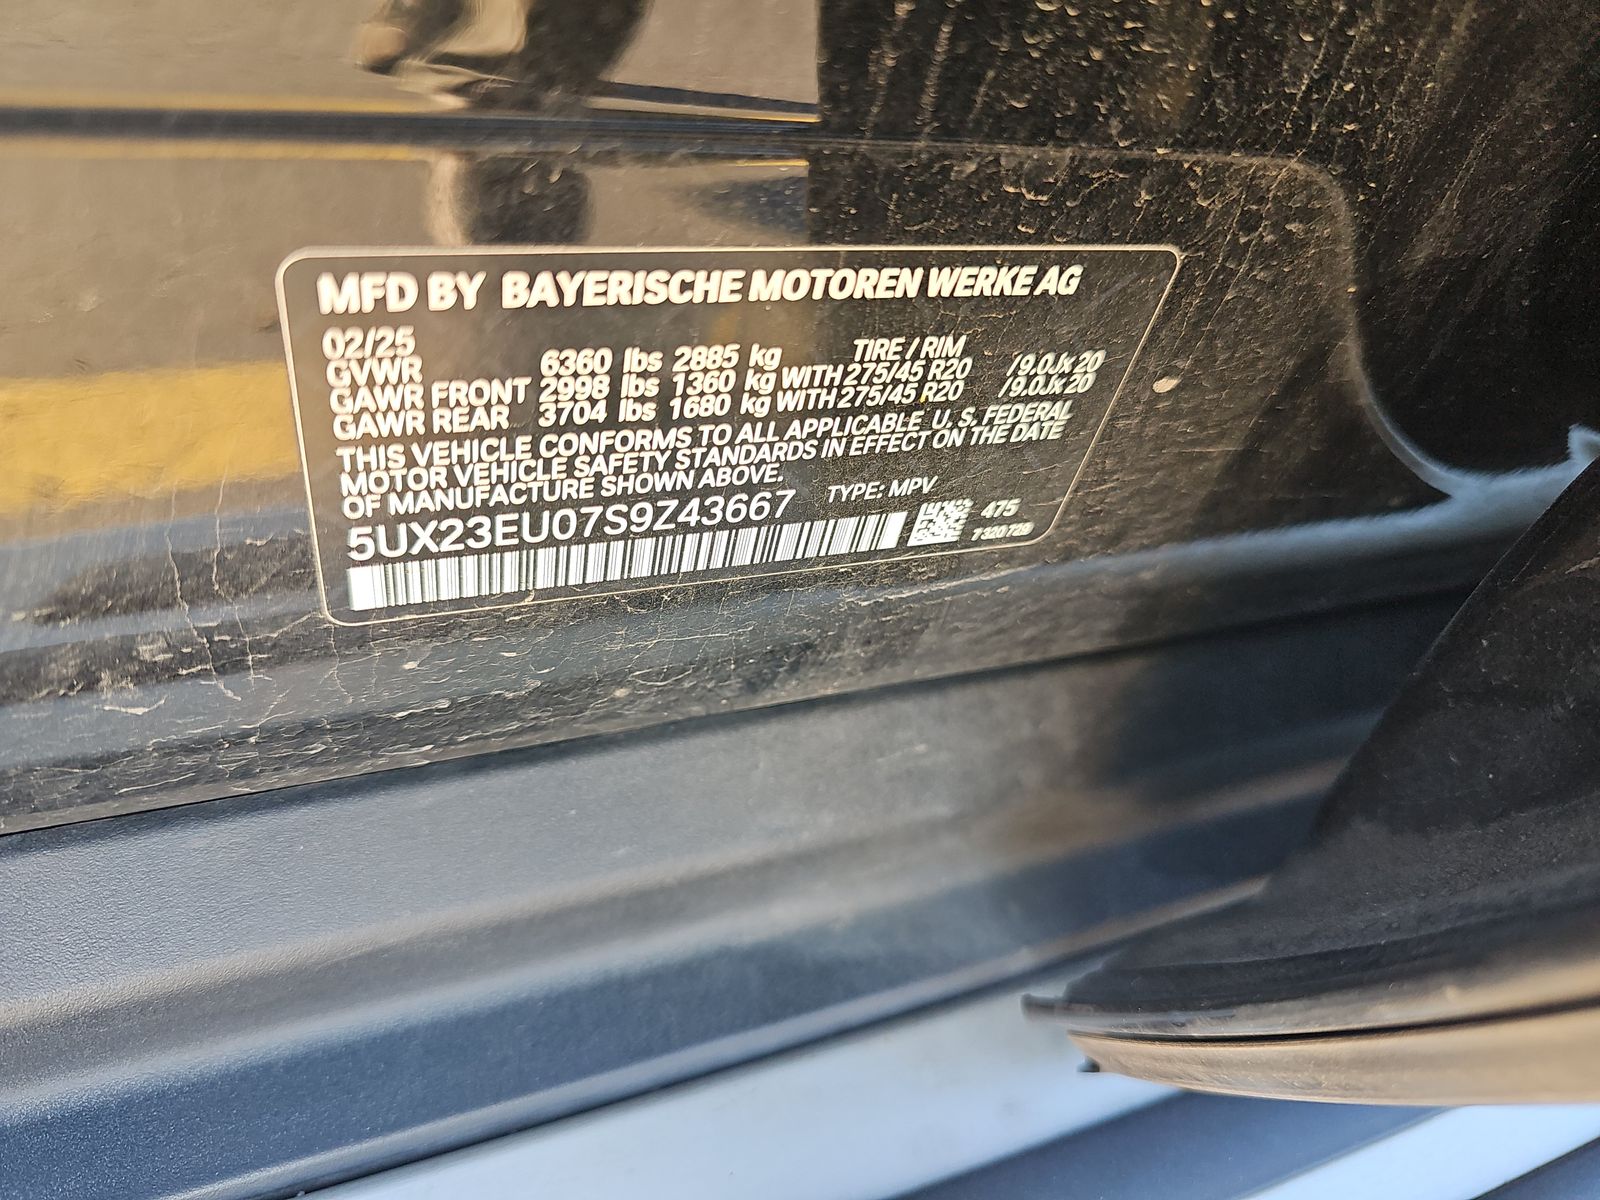 MFD BY BAYERISCHE MOTOREN WERKE AG
02/25 TIRE / RIM
GVWR 6360 lbs 2885 kg
GAWR FRONT 2998 lbs 1360 kg WITH 275/45 R20 /9.0Jx20
GAWR REAR 3704 lbs 1680 kg WITH 275/45 R20 /9.0Jx20
THIS VEHICLE CONFORMS TO ALL APPLICABLE U.S. FEDERAL
MOTOR VEHICLE SAFETY STANDARDS IN EFFECT ON THE DATE
OF MANUFACTURE SHOWN ABOVE.
5UX23EU07S9Z43667 TYPE: MPV
475
7320728